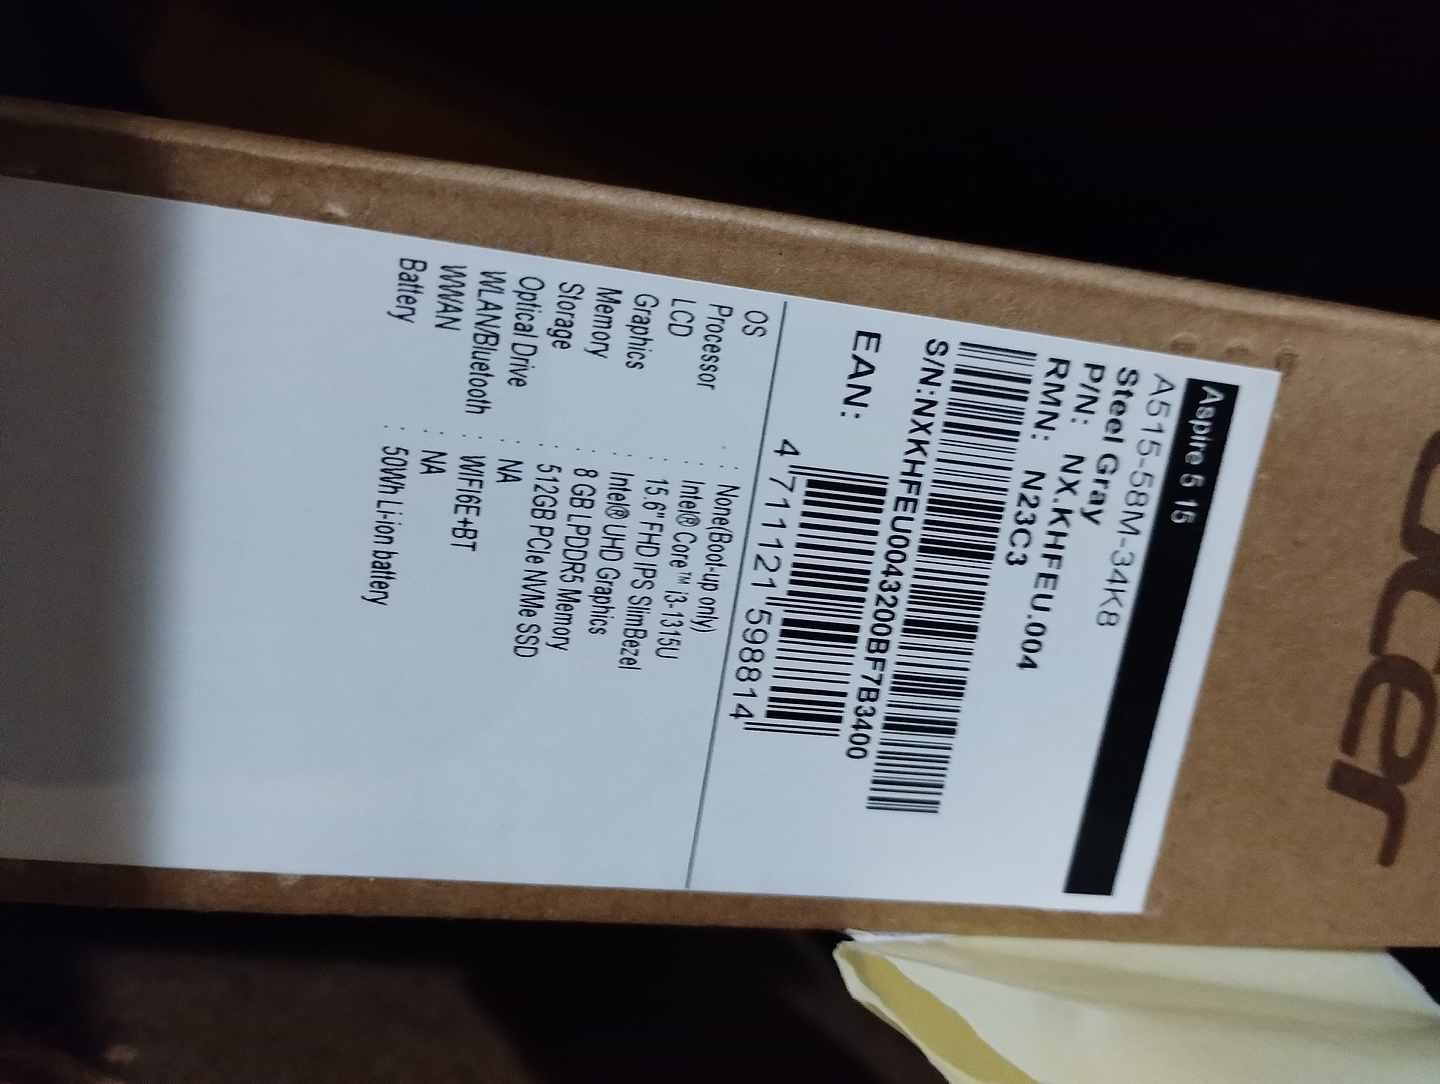 acer
Aspire 5 15
A515-58M-34K8
Steel Gray
P/N: NX.KHFEU.004
RMN: N23C3
S/N:NXKHFEU0043200BF7B3400
EAN:
4 711121 598814
OS : None(Boot-up only)
Processor : Intel® Core™ i3-1315U
LCD : 15.6" FHD IPS SlimBezel
Graphics : Intel® UHD Graphics
Memory : 8 GB LPDDR5 Memory
Storage : 512GB PCIe NVMe SSD
Optical Drive : NA
WLAN/Bluetooth : WF6E+BT
WWAN : NA
Battery : 50Wh Li-ion battery